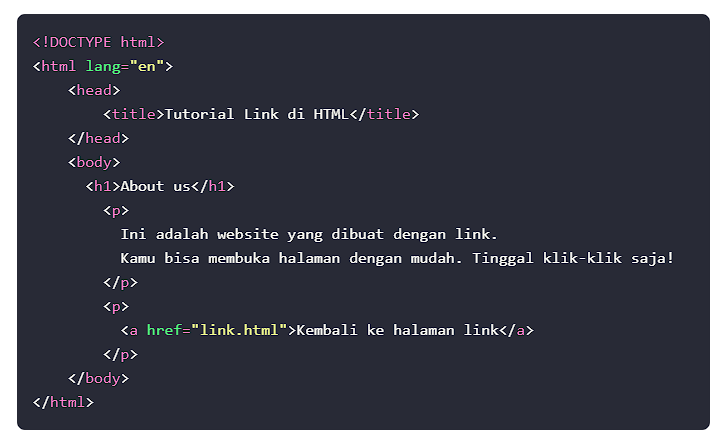 <!DOCTYPE html>
<html lang="en">
<head>
<title>Tutorial Link di HTML</title>
</head>
<body>
<h1>About us</h1>
<p>
Ini adalah website yang dibuat dengan link.
Kamu bisa membuka halaman dengan mudah. Tinggal klik-klik saja!
</p>
<p>
<a href="link.html">Kembali ke halaman link</a>
</p>
</body>
</html>